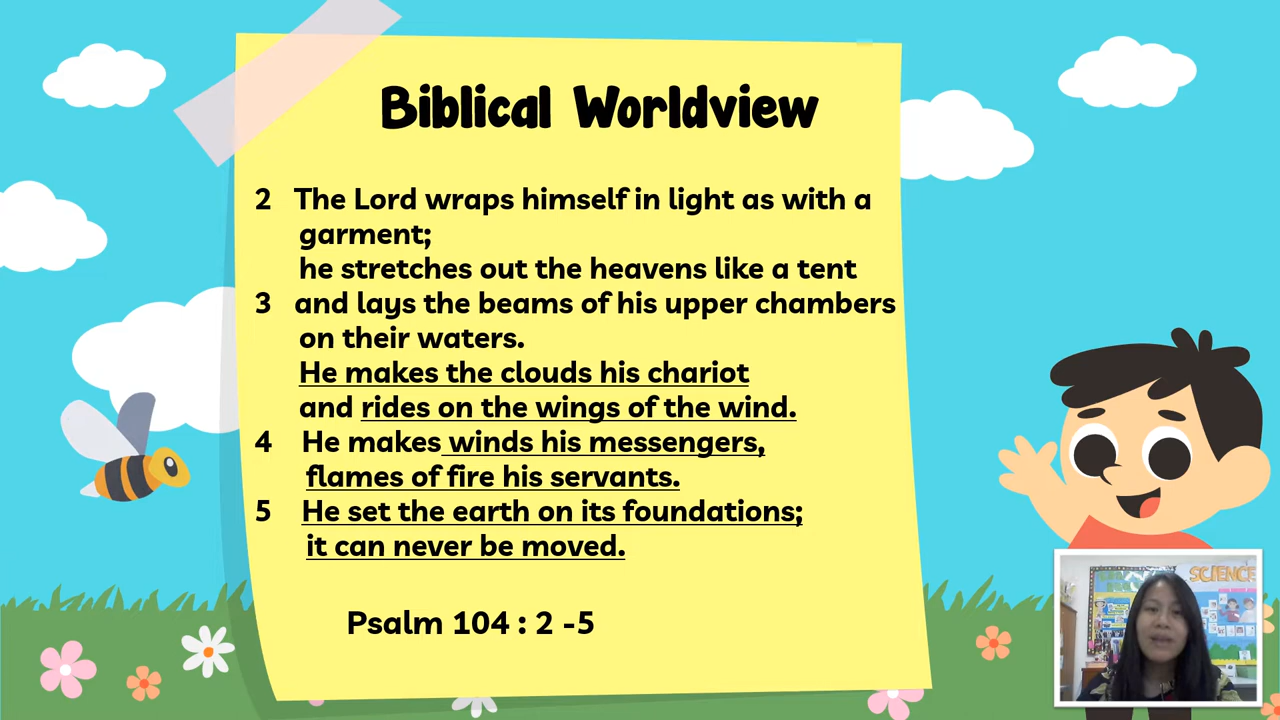 Biblical Worldview
2 The Lord wraps himself in light as with a
garment;
he stretches out the heavens like a tent
3 and lays the beams of his upper chambers
on their waters.
He makes the clouds his chariot
and rides on the wings of the wind.
4 He makes winds his messengers,
flames of fire his servants.
5 He set the earth on its foundations;
it can never be moved.
Psalm 104 : 2 -5
SCIENCE